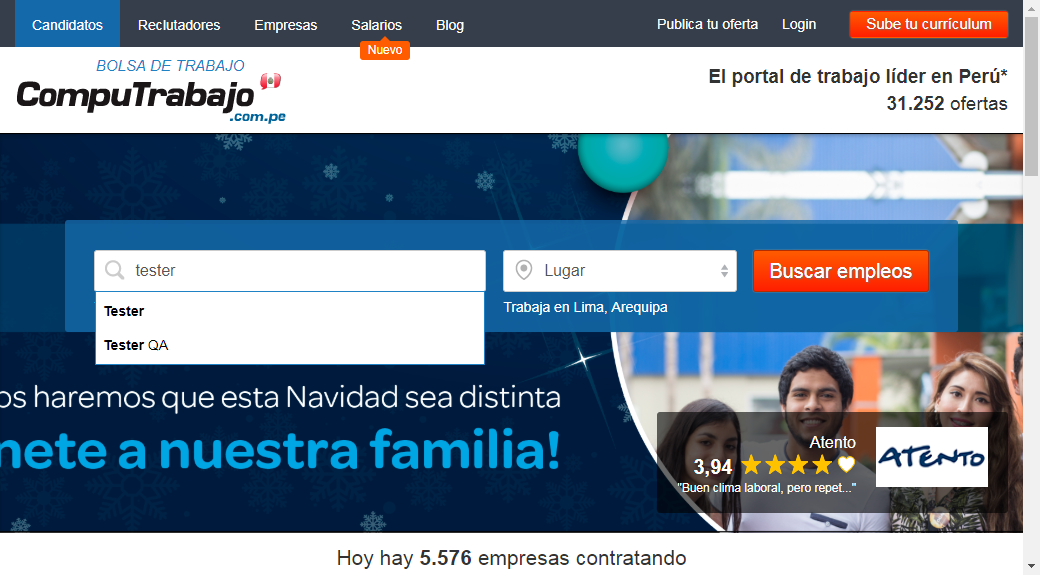 Candidatos Reclutadores Empresas Salarios Blog Publica tu oferta Login Sube tu currículum
Nuevo
BOLSA DE TRABAJO
CompuTrabajo
.com.pe
El portal de trabajo líder en Perú*
31.252 ofertas
tester
Lugar
Buscar empleos
Tester
Trabaja en Lima, Arequipa
Tester QA
os haremos que esta Navidad sea distinta
nete a nuestra familia!
Atento
3,94
"Buen clima laboral, pero repet..."
ATENTO
Hoy hay 5.576 empresas contratando